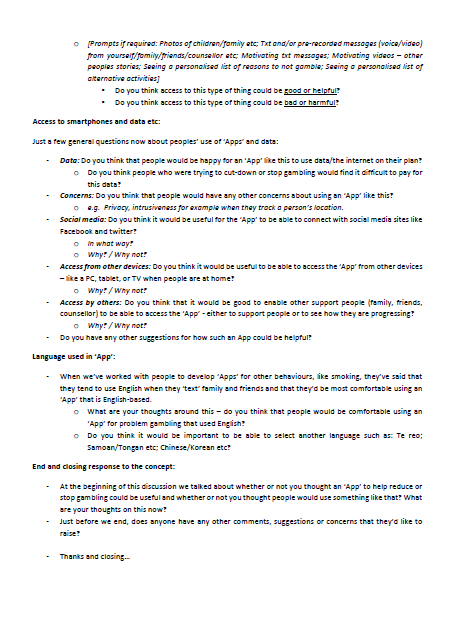 o [Prompts if required: Photos of children/family etc; Txt and/or pre-recorded messages (voice/video)
from yourself/family/friends/counsellor etc; Motivating txt messages; Motivating videos – other
peoples stories; Seeing a personalised list of reasons to not gamble; Seeing a personalised list of
alternative activities]
• Do you think access to this type of thing could be good or helpful?
• Do you think access to this type of thing could be bad or harmful?
Access to smartphones and data etc:
Just a few general questions now about peoples' use of 'Apps' and data:
- Data: Do you think that people would be happy for an 'App' like this to use data/the internet on their plan?
o Do you think people who were trying to cut-down or stop gambling would find it difficult to pay for
this data?
- Concerns: Do you think that people would have any other concerns about using an 'App' like this?
o e.g. Privacy, intrusiveness for example when they track a person's location.
- Social media: Do you think it would be useful for the 'App' to be able to connect with social media sites like
Facebook and twitter?
o In what way?
o Why? / Why not?
- Access from other devices: Do you think it would be useful to be able to access the 'App' from other devices
– like a PC, tablet, or TV when people are at home?
o Why? / Why not?
- Access by others: Do you think that it would be good to enable other support people (family, friends,
counsellor) to be able to access the 'App' - either to support people or to see how they are progressing?
o Why? / Why not?
- Do you have any other suggestions for how such an App could be helpful?
Language used in 'App':
- When we've worked with people to develop 'Apps' for other behaviours, like smoking, they've said that
they tend to use English when they 'text' family and friends and that they'd be most comfortable using an
'App' that is English-based.
o What are your thoughts around this – do you think that people would be comfortable using an
'App' for problem gambling that used English?
o Do you think it would be important to be able to select another language such as: Te reo;
Samoan/Tongan etc; Chinese/Korean etc?
End and closing response to the concept:
- At the beginning of this discussion we talked about whether or not you thought an 'App' to help reduce or
stop gambling could be useful and whether or not you thought people would use something like that? What
are your thoughts on this now?
- Just before we end, does anyone have any other comments, suggestions or concerns that they'd like to
raise?
- Thanks and closing...